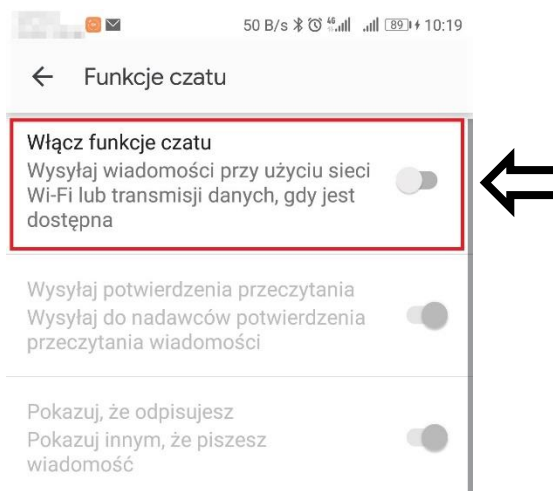 50 B/s 46 89 10:19
Funkcje czatu
Włącz funkcje czatu
Wysyłaj wiadomości przy użyciu sieci
Wi-Fi lub transmisji danych, gdy jest
dostępna
Wysyłaj potwierdzenia przeczytania
Wysyłaj do nadawców potwierdzenia
przeczytania wiadomości
Pokazuj, że odpisujesz
Pokazuj innym, że piszesz
wiadomość